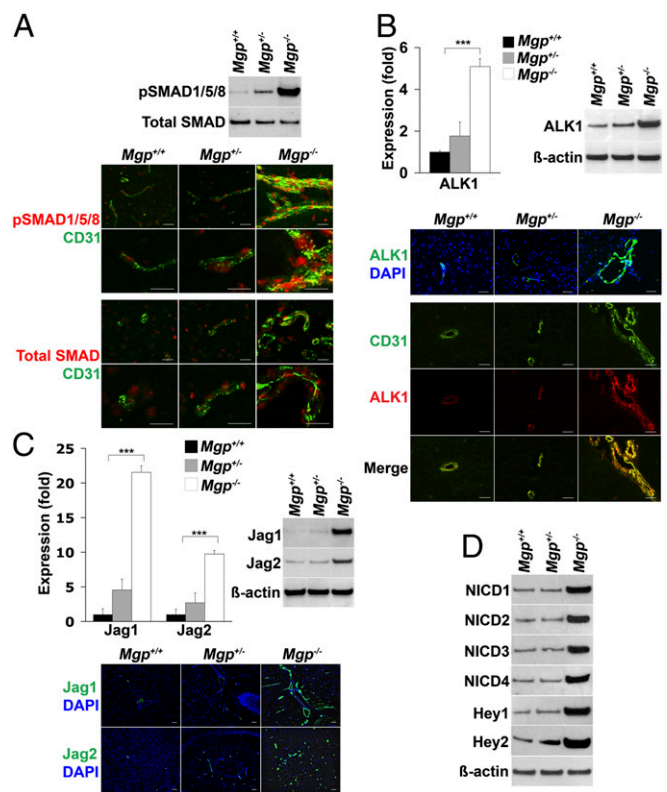 A
Mgp+/+
Mgp+/-
Mgp-/-
pSMAD1/5/8
Total SMAD
Mgp+/+ Mgp+/- Mgp-/-
pSMAD1/5/8
CD31
Total SMAD
CD31
B
Expression (fold)
6
4
2
0
***
ALK1
Mgp+/+
Mgp+/-
Mgp-/-
Mgp+/+
Mgp+/-
Mgp-/-
ALK1
ß-actin
Mgp+/+ Mgp+/- Mgp-/-
ALK1
DAPI
CD31
ALK1
Merge
C
Expression (fold)
25
20
15
10
5
0
***
***
Jag1 Jag2
Mgp+/+
Mgp+/-
Mgp-/-
Mgp+/+
Mgp+/-
Mgp-/-
Jag1
Jag2
ß-actin
Mgp+/+ Mgp+/- Mgp-/-
Jag1
DAPI
Jag2
DAPI
D
Mgp+/+
Mgp+/-
Mgp-/-
NICD1
NICD2
NICD3
NICD4
Hey1
Hey2
ß-actin